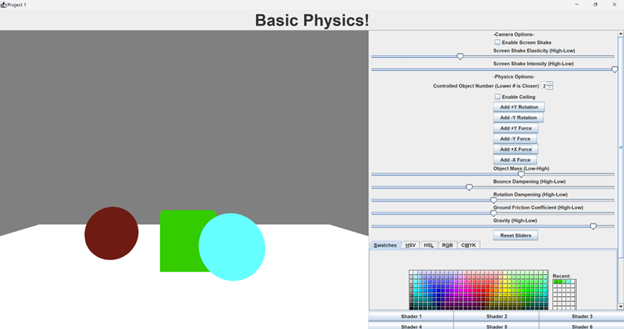 Project 1
Basic Physics!
-Camera Options-
Enable Screen Shake
Screen Shake Elasticity (High-Low)
Screen Shake Intensity (High-Low)
-Physics Options-
Controlled Object Number (Lower # is Closer) 2
Enable Ceiling
Add +Y Rotation
Add -Y Rotation
Add +Y Force
Add -Y Force
Add +X Force
Add -X Force
Object Mass (Low-High)
Bounce Dampening (High-Low)
Rotation Dampening (High-Low)
Ground Friction Coefficient (High-Low)
Gravity (High-Low)
Reset Sliders
Swatches HSV HSL RGB CMYK
Recent:
Shader 1 Shader 2 Shader 3
Shader 4 Shader 5 Shader 6